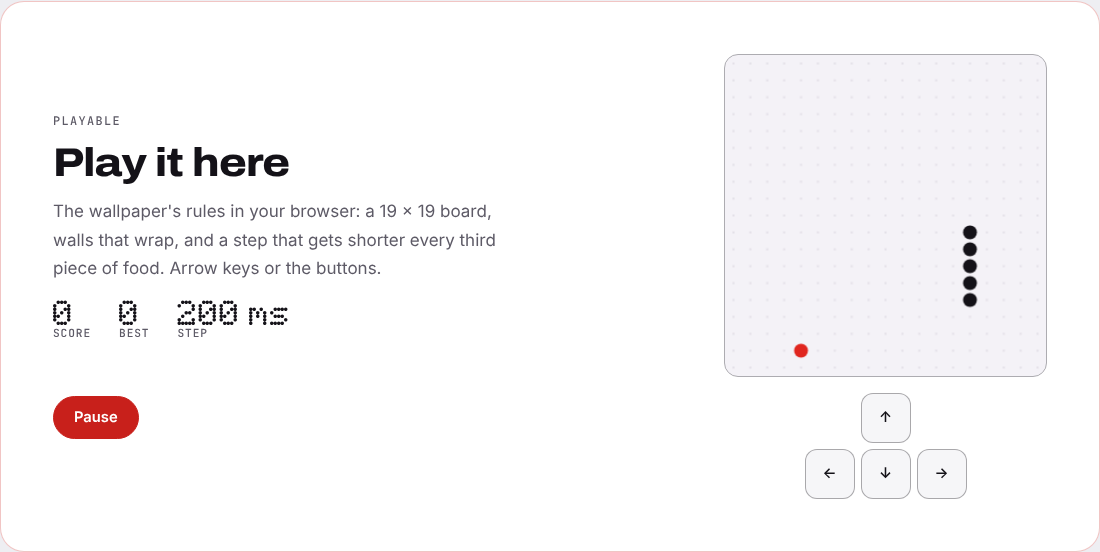 PLAYABLE
Play it here
The wallpaper's rules in your browser: a 19 × 19 board,
walls that wrap, and a step that gets shorter every third
piece of food. Arrow keys or the buttons.
0 0 200 ms
SCORE BEST STEP
Pause
↑
← ↓ →